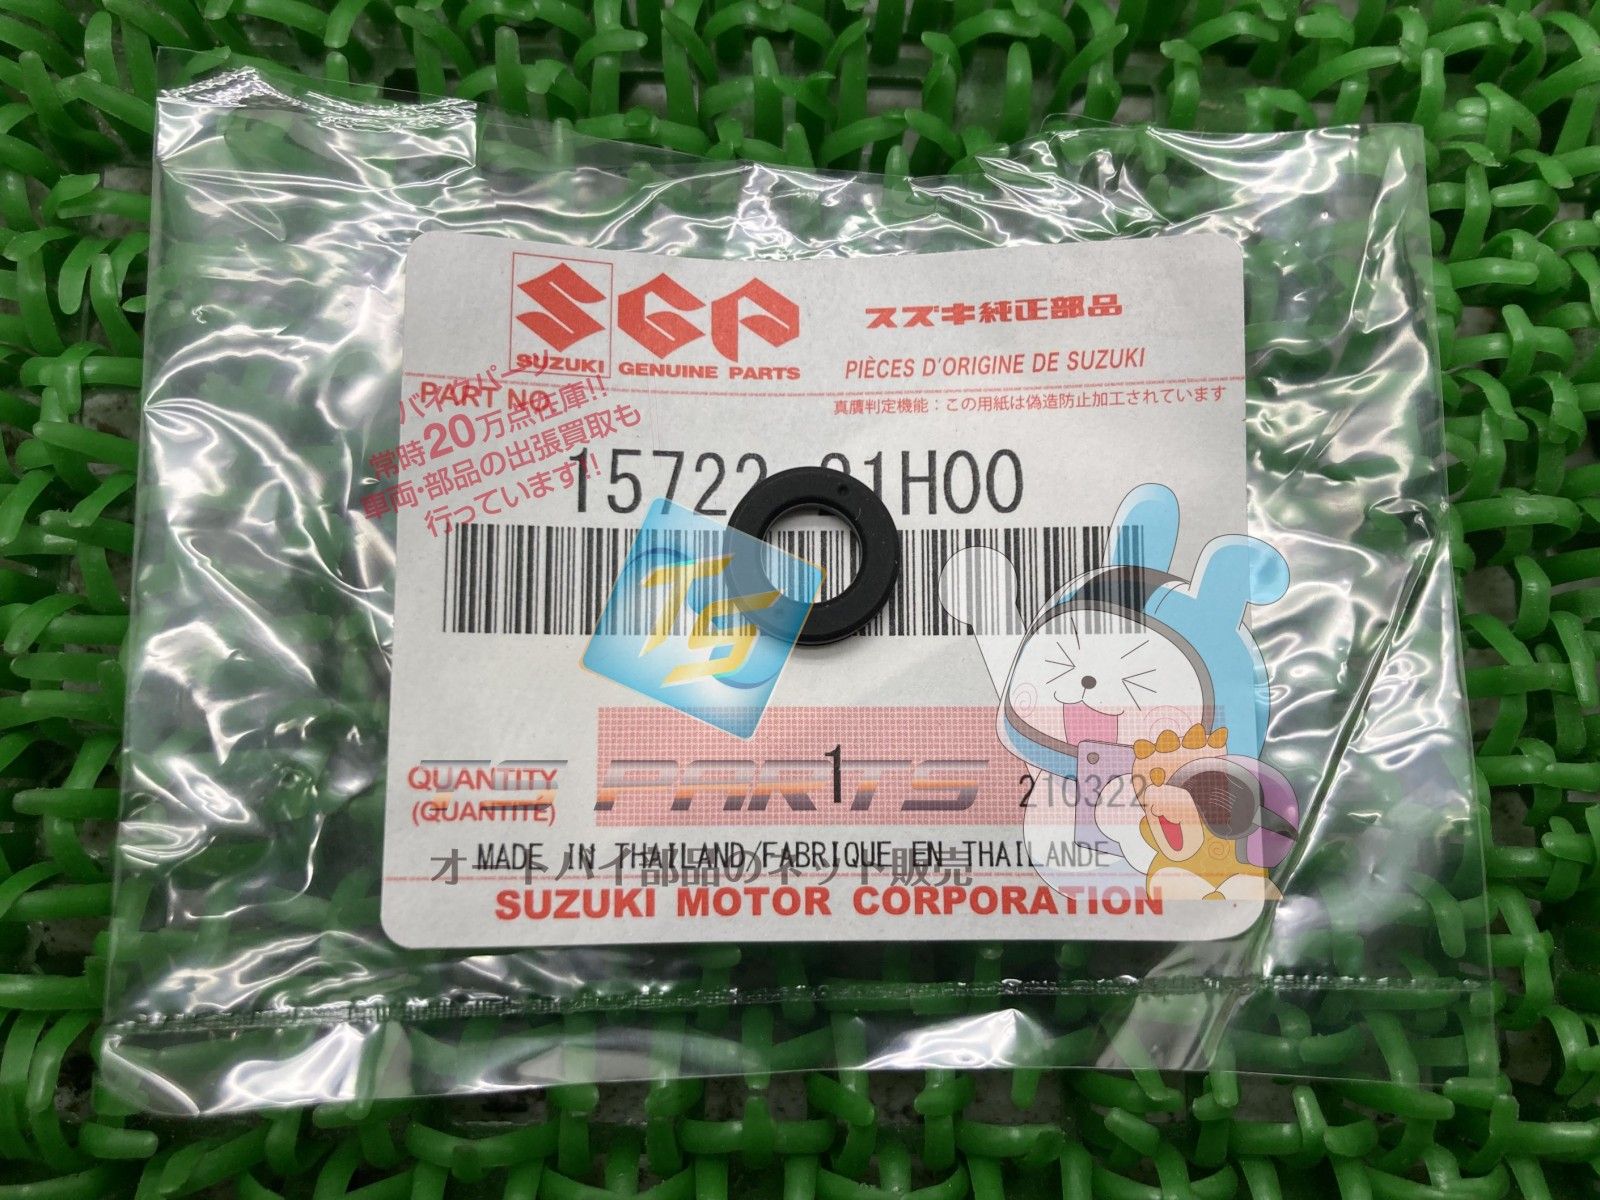 SUZUKI
SGP
GENUINE PARTS
スズキ純正部品
PIÈCES D'ORIGINE DE SUZUKI
PART NO.
真贋判定機能：この用紙は偽造防止加工されています
バイクパーツ
常時20万点在庫!!
車両・部品の出張買取も
行っています!!
TS
QUANTITY
(QUANTITÉ)
1
210322
TS PARTS
MADE IN THAILAND/FABRIQUE EN THAILANDE
オートバイ部品のネット販売
SUZUKI MOTOR CORPORATION